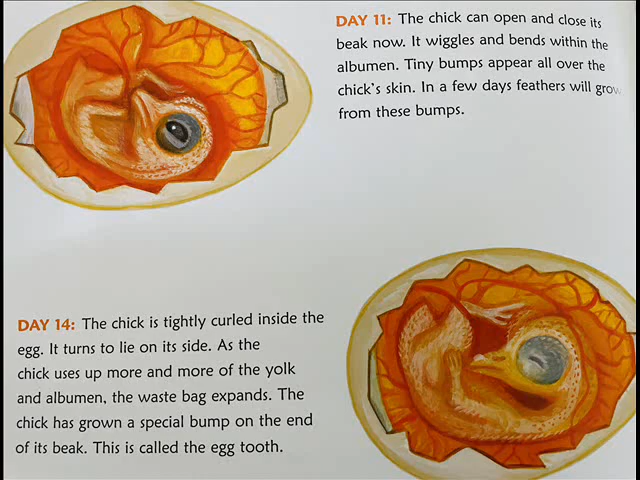 DAY 11: The chick can open and close its
beak now. It wiggles and bends within the
albumen. Tiny bumps appear all over the
chick's skin. In a few days feathers will grow
from these bumps.
DAY 14: The chick is tightly curled inside the
egg. It turns to lie on its side. As the
chick uses up more and more of the yolk
and albumen, the waste bag expands. The
chick has grown a special bump on the end
of its beak. This is called the egg tooth.